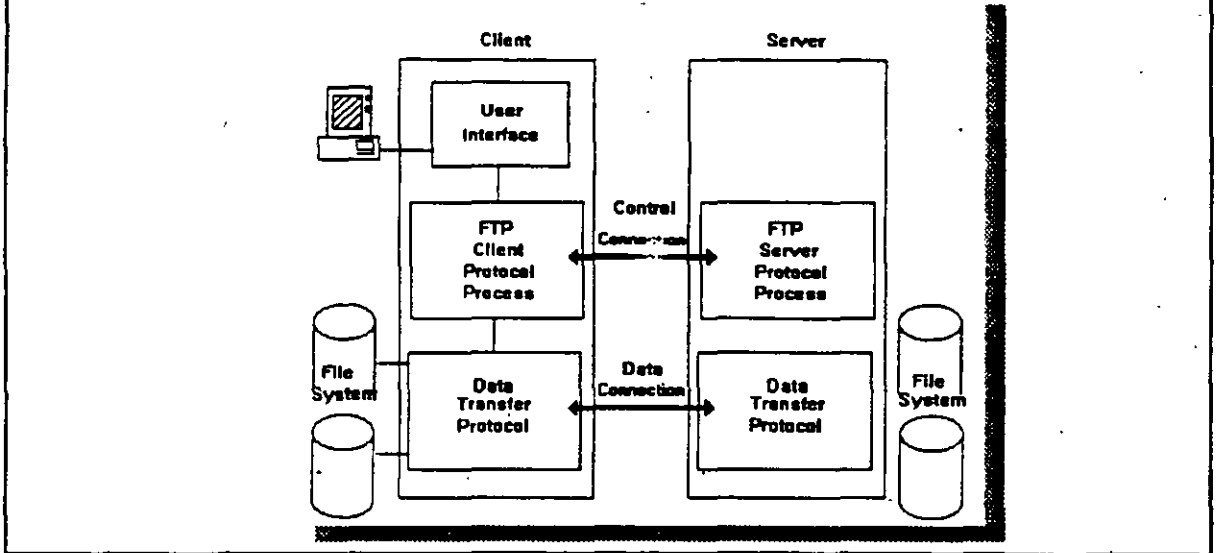 Client
Server
User
Interface
FTP
Client
Protocol
Process
Control
Connection
FTP
Server
Protocol
Process
File
System
Data
Transfer
Protocol
Data
Connection
Data
Transfer
Protocol
File
System